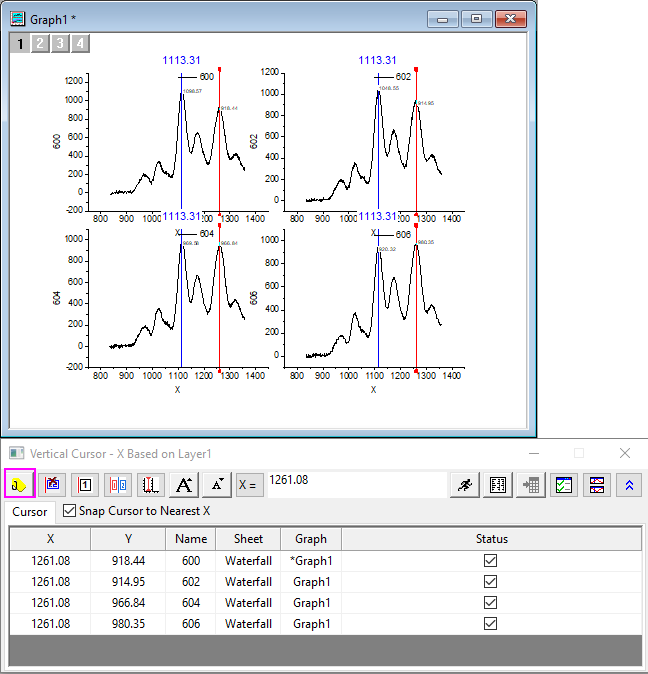 Graph1 *
1 2 3 4
1113.31
600
1098.57
918.44
1200
1000
800
600
400
200
0
-200
600
800 1000 1200 1400
X
1113.31
602
1048.55
914.95
1200
1000
800
600
400
200
0
602
800 900 1000 1100 1200 1300 1400
X
1113.31
604
969.58
966.84
1000
800
600
400
200
0
-200
604
800 900 1000 1100 1200 1300 1400
X
1113.31
606
920.32
980.35
1000
800
600
400
200
0
606
800 900 1000 1100 1200 1300 1400
X
Vertical Cursor - X Based on Layer1
1
A A X = 1261.08
Cursor Snap Cursor to Nearest X
X Y Name Sheet Graph Status
1261.08 918.44 600 Waterfall *Graph1
1261.08 914.95 602 Waterfall Graph1
1261.08 966.84 604 Waterfall Graph1
1261.08 980.35 606 Waterfall Graph1